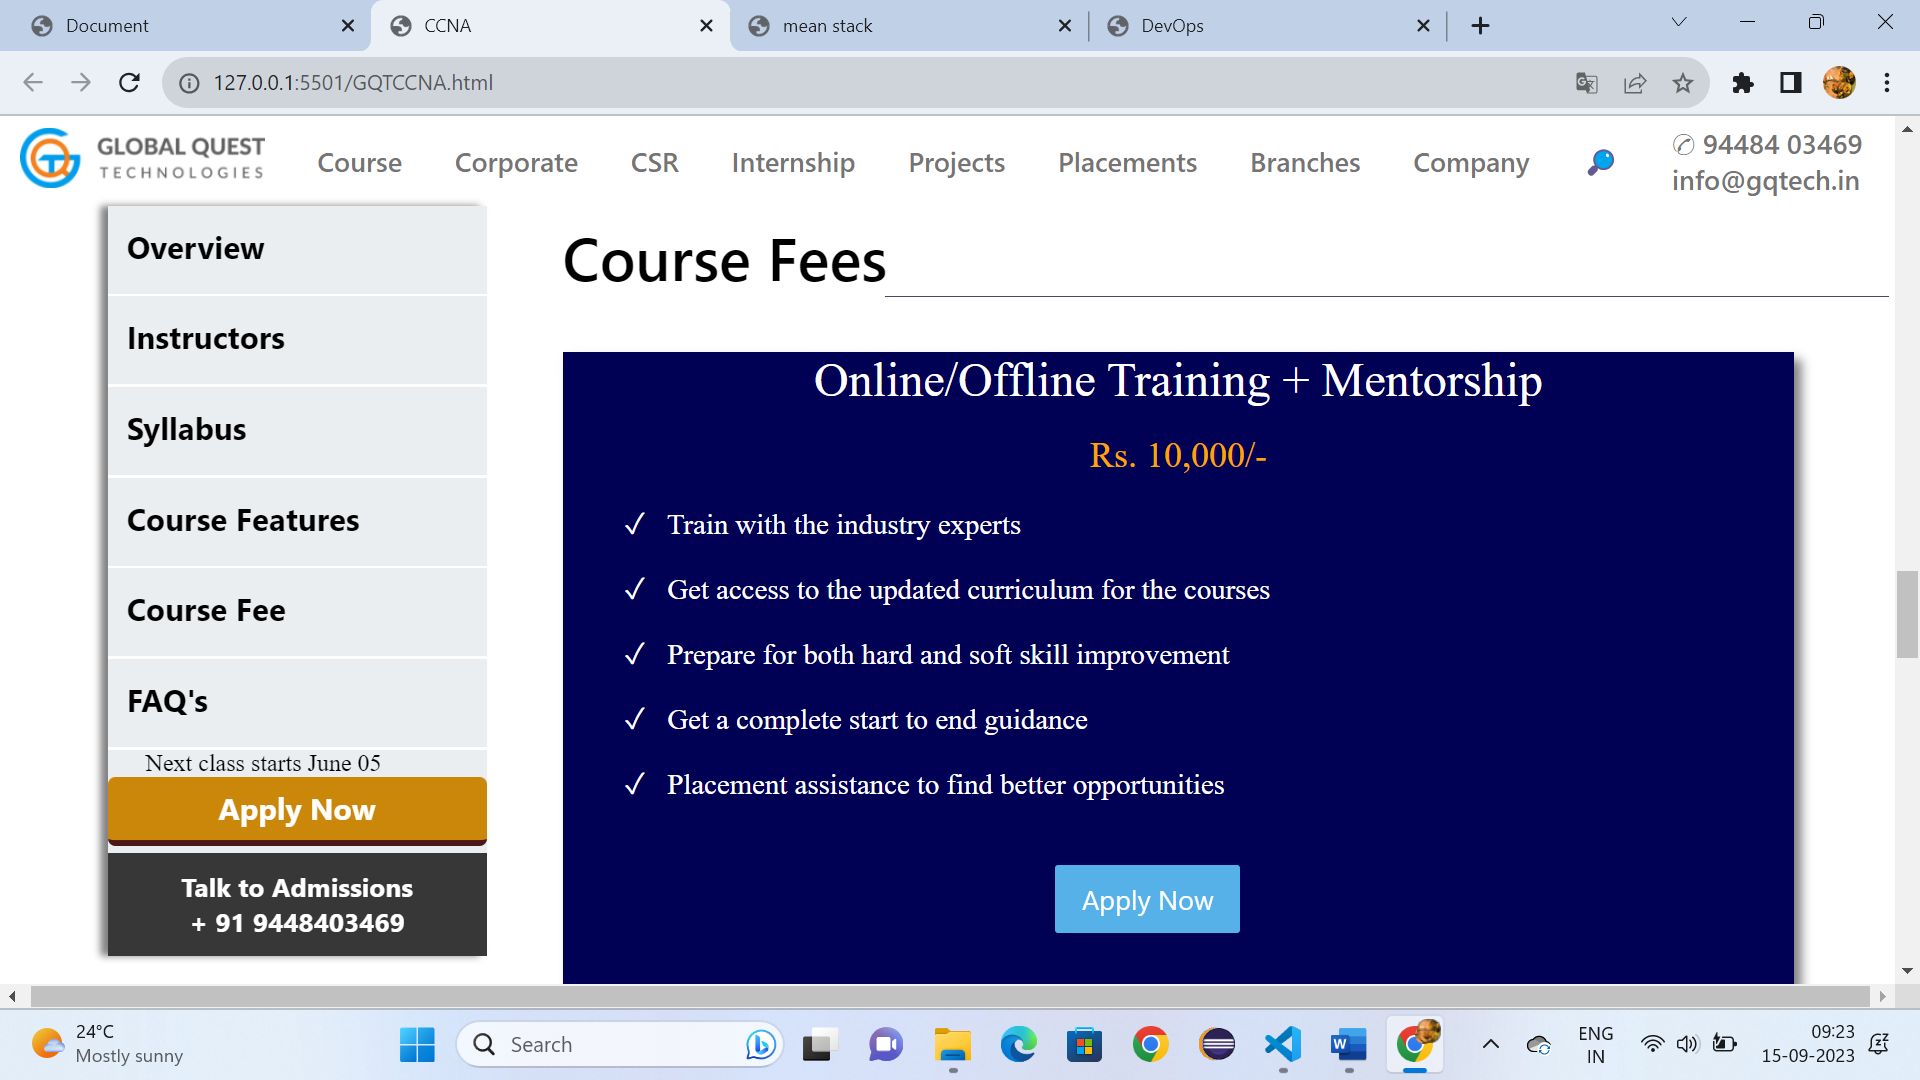 Document
CCNA
mean stack
DevOps
127.0.0.1:5501/GQTCCNA.html
GLOBAL QUEST
TECHNOLOGIES
Course
Corporate
CSR
Internship
Projects
Placements
Branches
Company
✆ 94484 03469
info@gqtech.in
Overview
Instructors
Syllabus
Course Features
Course Fee
FAQ's
Next class starts June 05
Apply Now
Talk to Admissions
+ 91 9448403469
Course Fees
Online/Offline Training + Mentorship
Rs. 10,000/-
✓ Train with the industry experts
✓ Get access to the updated curriculum for the courses
✓ Prepare for both hard and soft skill improvement
✓ Get a complete start to end guidance
✓ Placement assistance to find better opportunities
Apply Now
24°C
Mostly sunny
Search
ENG
IN
09:23
15-09-2023